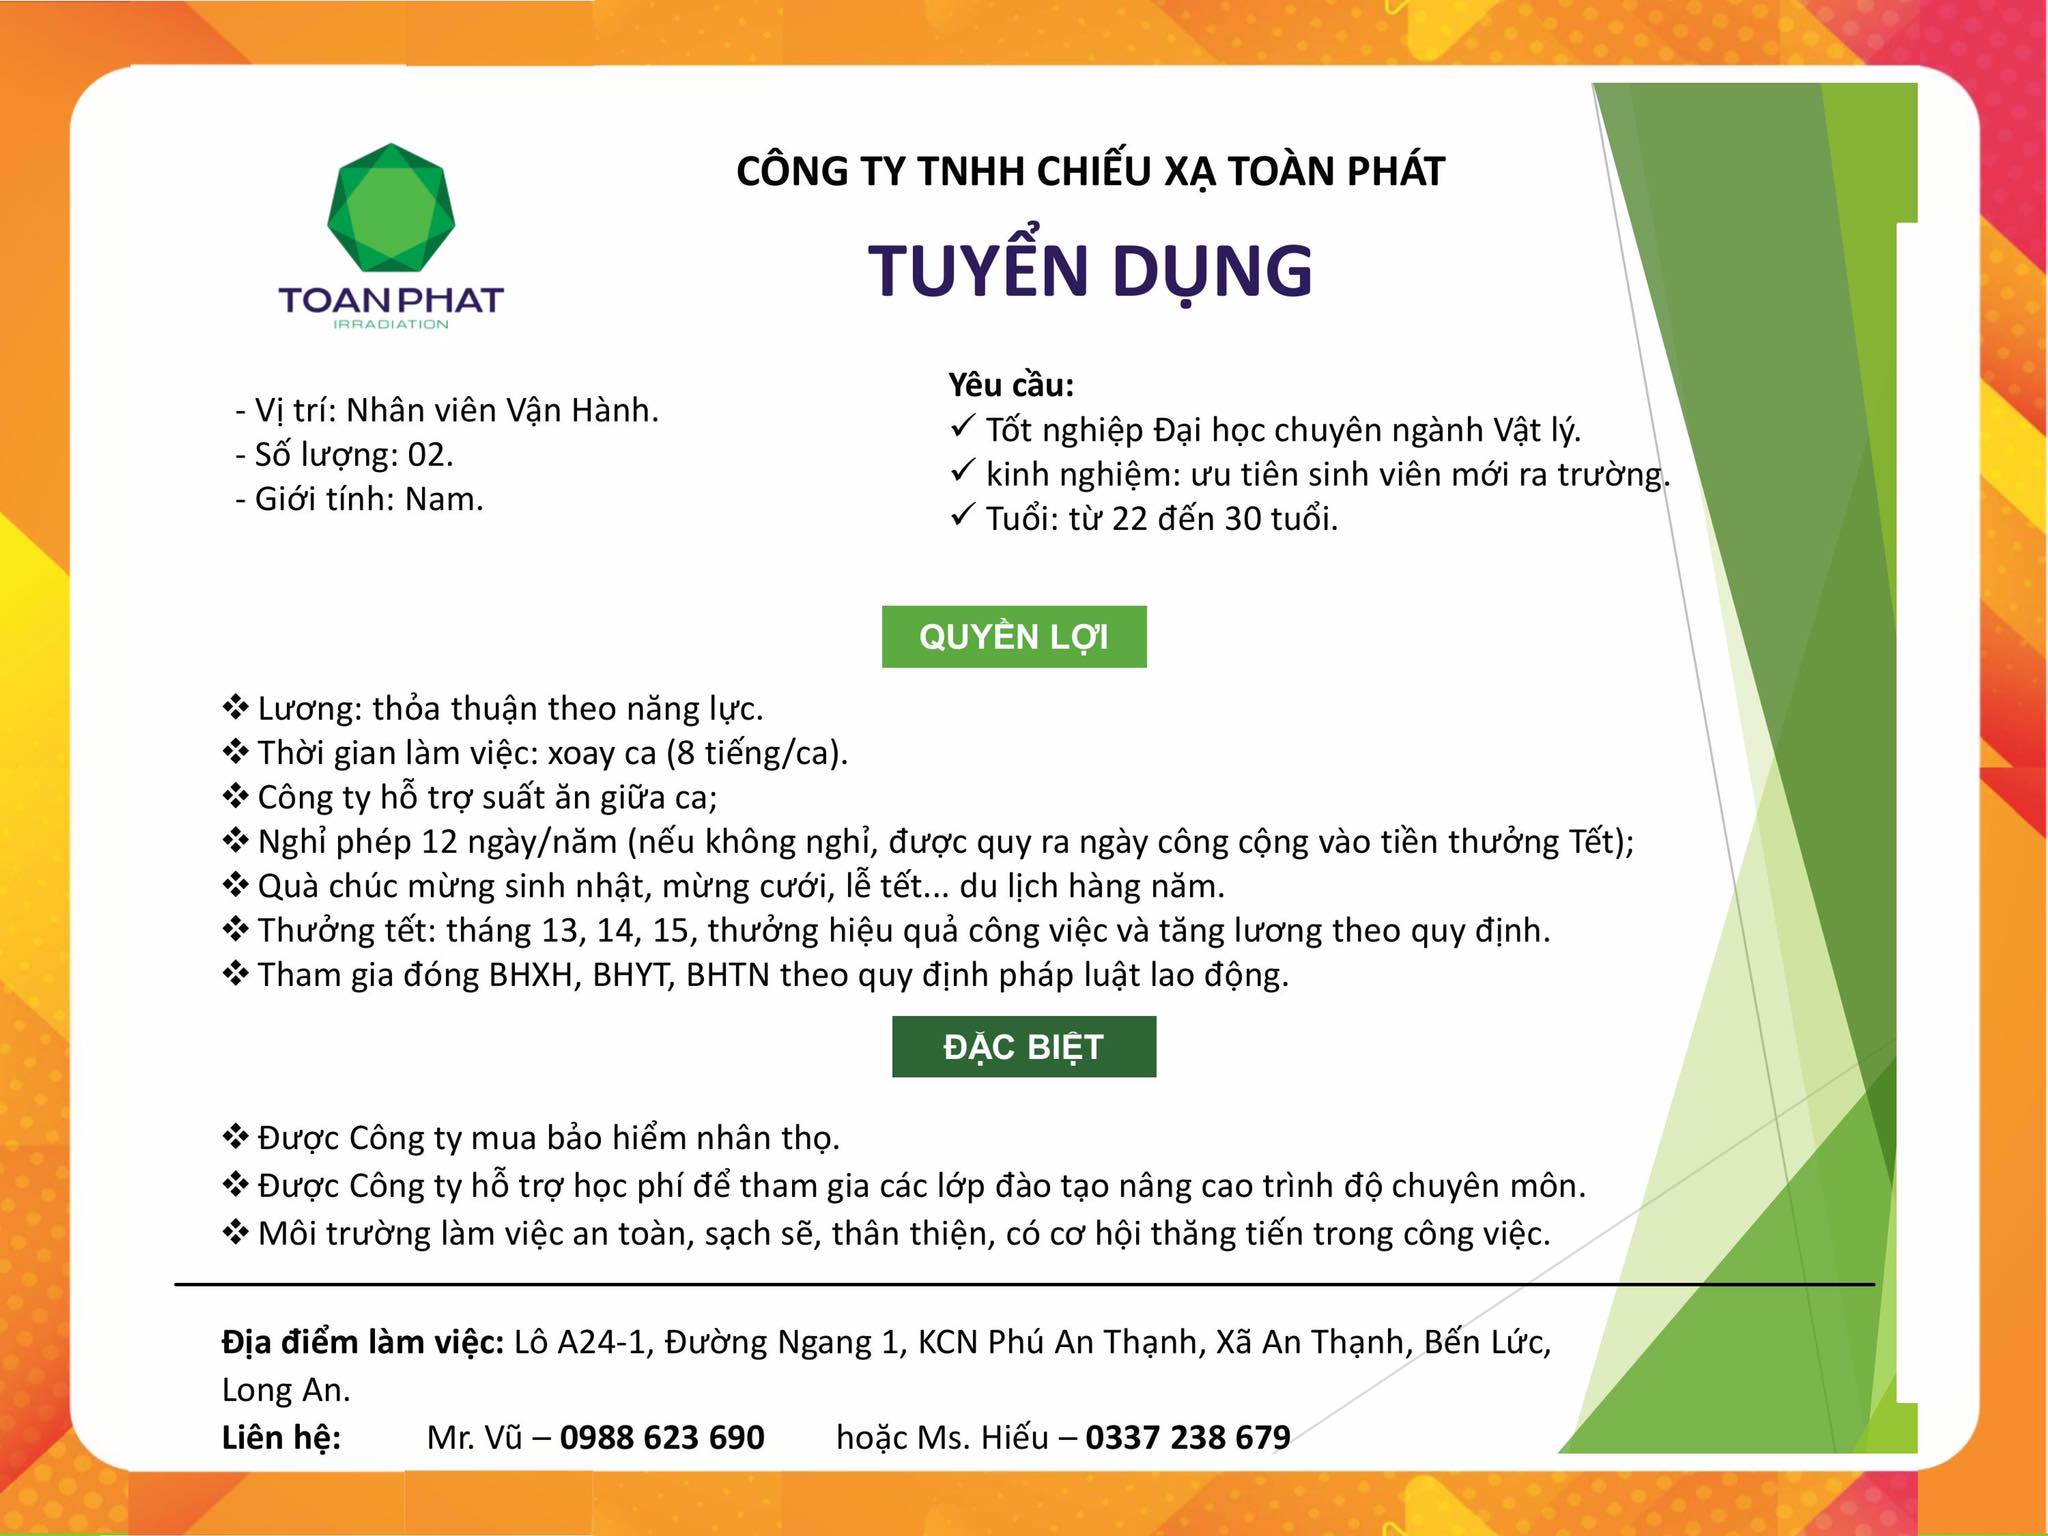 TOANPHAT
IRRADIATION
CÔNG TY TNHH CHIẾU XẠ TOÀN PHÁT
TUYỂN DỤNG
- Vị trí: Nhân viên Vận Hành.
- Số lượng: 02.
- Giới tính: Nam.
Yêu cầu:
✓ Tốt nghiệp Đại học chuyên ngành Vật lý.
✓ kinh nghiệm: ưu tiên sinh viên mới ra trường.
✓ Tuổi: từ 22 đến 30 tuổi.
QUYỀN LỢI
❖ Lương: thỏa thuận theo năng lực.
❖ Thời gian làm việc: xoay ca (8 tiếng/ca).
❖ Công ty hỗ trợ suất ăn giữa ca;
❖ Nghỉ phép 12 ngày/năm (nếu không nghỉ, được quy ra ngày công cộng vào tiền thưởng Tết);
❖ Quà chúc mừng sinh nhật, mừng cưới, lễ tết... du lịch hàng năm.
❖ Thưởng tết: tháng 13, 14, 15, thưởng hiệu quả công việc và tăng lương theo quy định.
❖ Tham gia đóng BHXH, BHYT, BHTN theo quy định pháp luật lao động.
ĐẶC BIỆT
❖ Được Công ty mua bảo hiểm nhân thọ.
❖ Được Công ty hỗ trợ học phí để tham gia các lớp đào tạo nâng cao trình độ chuyên môn.
❖ Môi trường làm việc an toàn, sạch sẽ, thân thiện, có cơ hội thăng tiến trong công việc.
Địa điểm làm việc: Lô A24-1, Đường Ngang 1, KCN Phú An Thạnh, Xã An Thạnh, Bến Lức,
Long An.
Liên hệ: Mr. Vũ – 0988 623 690 hoặc Ms. Hiếu – 0337 238 679